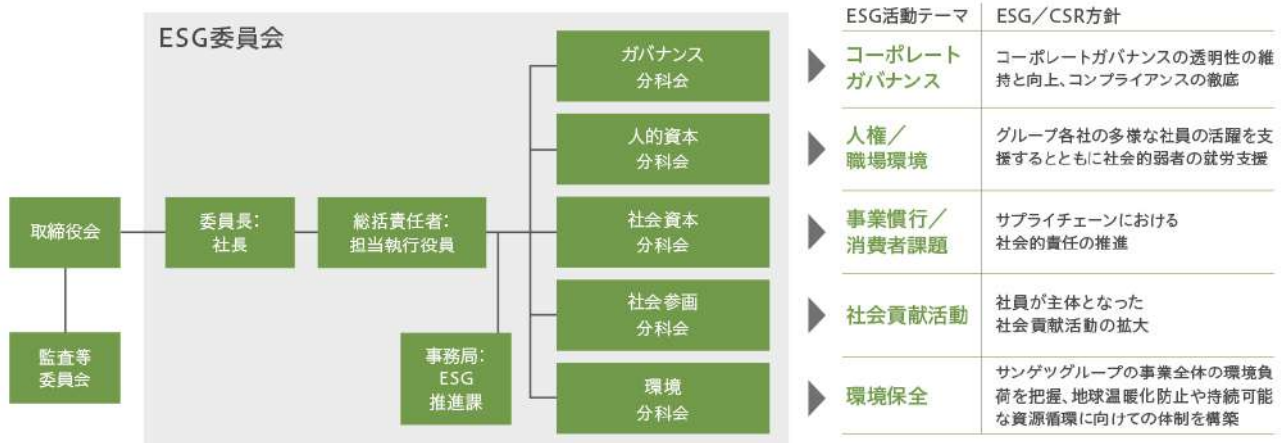 ESG委員会
取締役会
監査等
委員会
委員長：
社長
総括責任者：
担当執行役員
事務局：
ESG
推進課
ガバナンス
分科会
人的資本
分科会
社会資本
分科会
社会参画
分科会
環境
分科会
ESG活動テーマ
ESG／CSR方針
コーポレート
ガバナンス
コーポレートガバナンスの透明性の維
持と向上、コンプライアンスの徹底
人権／
職場環境
グループ各社の多様な社員の活躍を支
援するとともに社会的弱者の就労支援
事業慣行／
消費者課題
サプライチェーンにおける
社会的責任の推進
社会貢献活動
社員が主体となった
社会貢献活動の拡大
環境保全
サンゲツグループの事業全体の環境負
荷を把握、地球温暖化防止や持続可能
な資源循環に向けての体制を構築